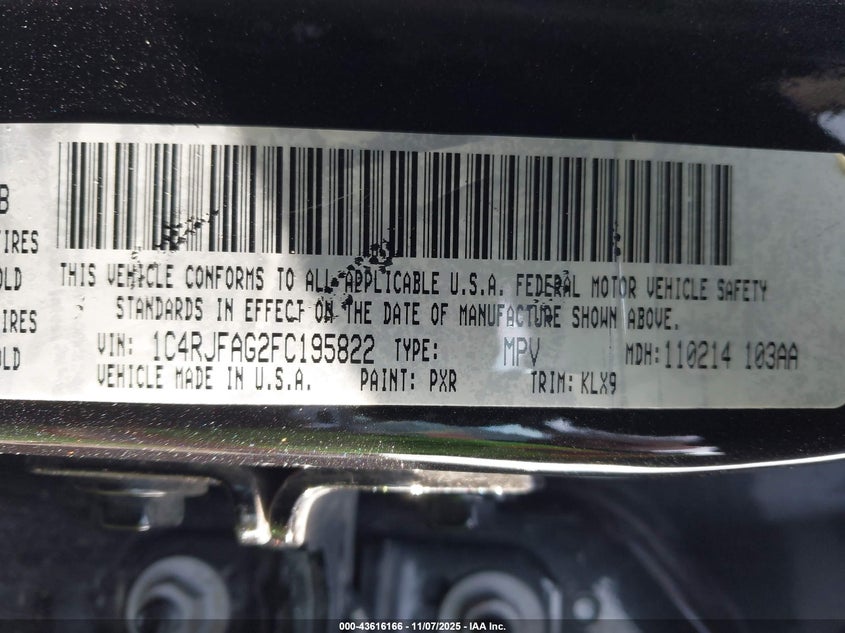 B
TIRES
THIS VEHICLE CONFORMS TO ALL APPLICABLE U.S.A. FEDERAL MOTOR VEHICLE SAFETY
OLD
STANDARDS IN EFFECT ON THE DATE OF MANUFACTURE SHOWN ABOVE.
IRES
VIN: 1C4RJFAG2FC195822 TYPE: MPV MDH: 110214 103AA
OLD
VEHICLE MADE IN U.S.A. PAINT: PXR TRIM: KLX9
000-43616166 - 11/07/2025 - IAA Inc.